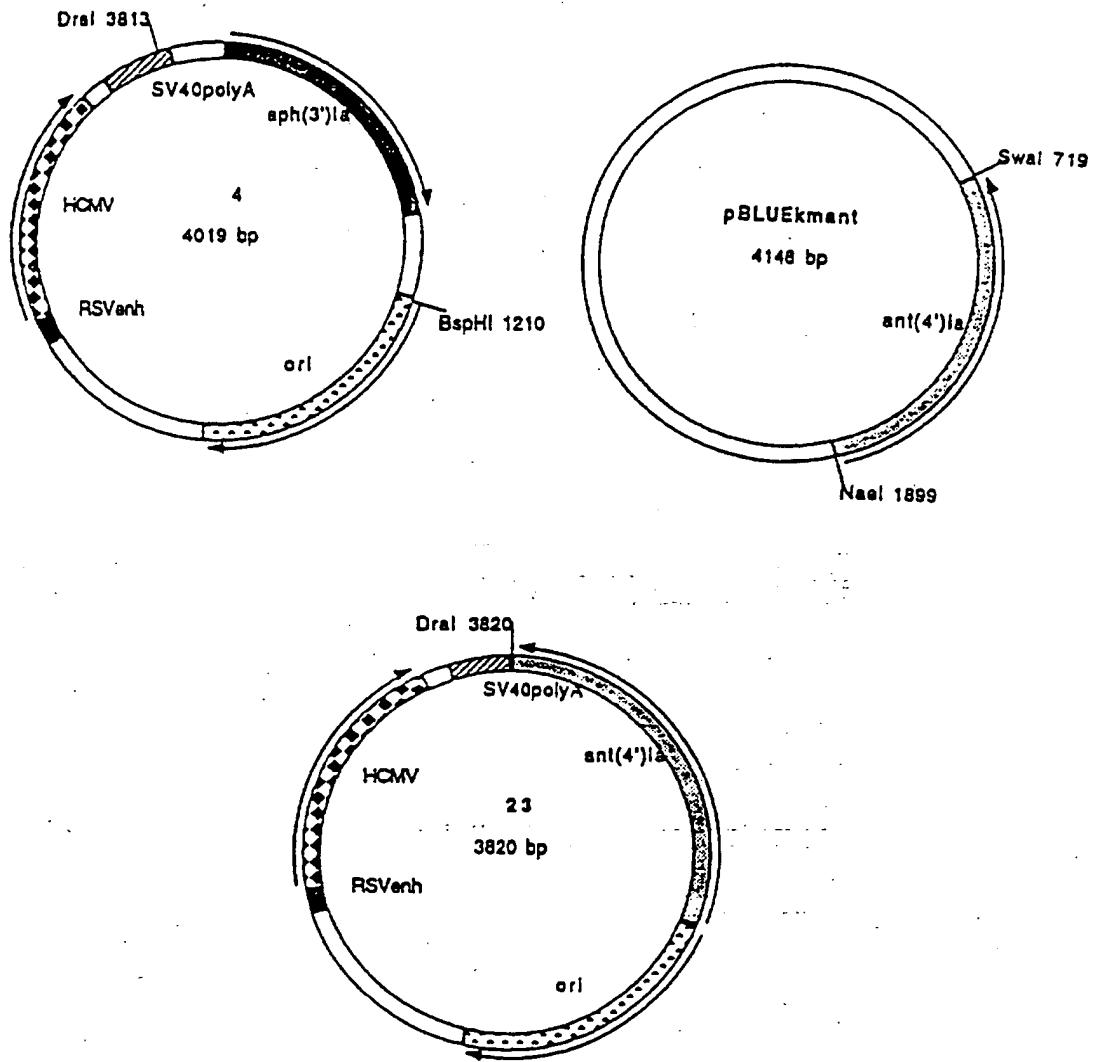 DraI 3813
SV40polyA
aph(3')Ia
HCMV
4
4019 bp
RSVenh
BspHI 1210
ori
SwaI 719
pBLUEkmant
4148 bp
ant(4')Ia
NaeI 1899
DraI 3820
SV40polyA
ant(4')Ia
HCMV
23
3820 bp
RSVenh
ori